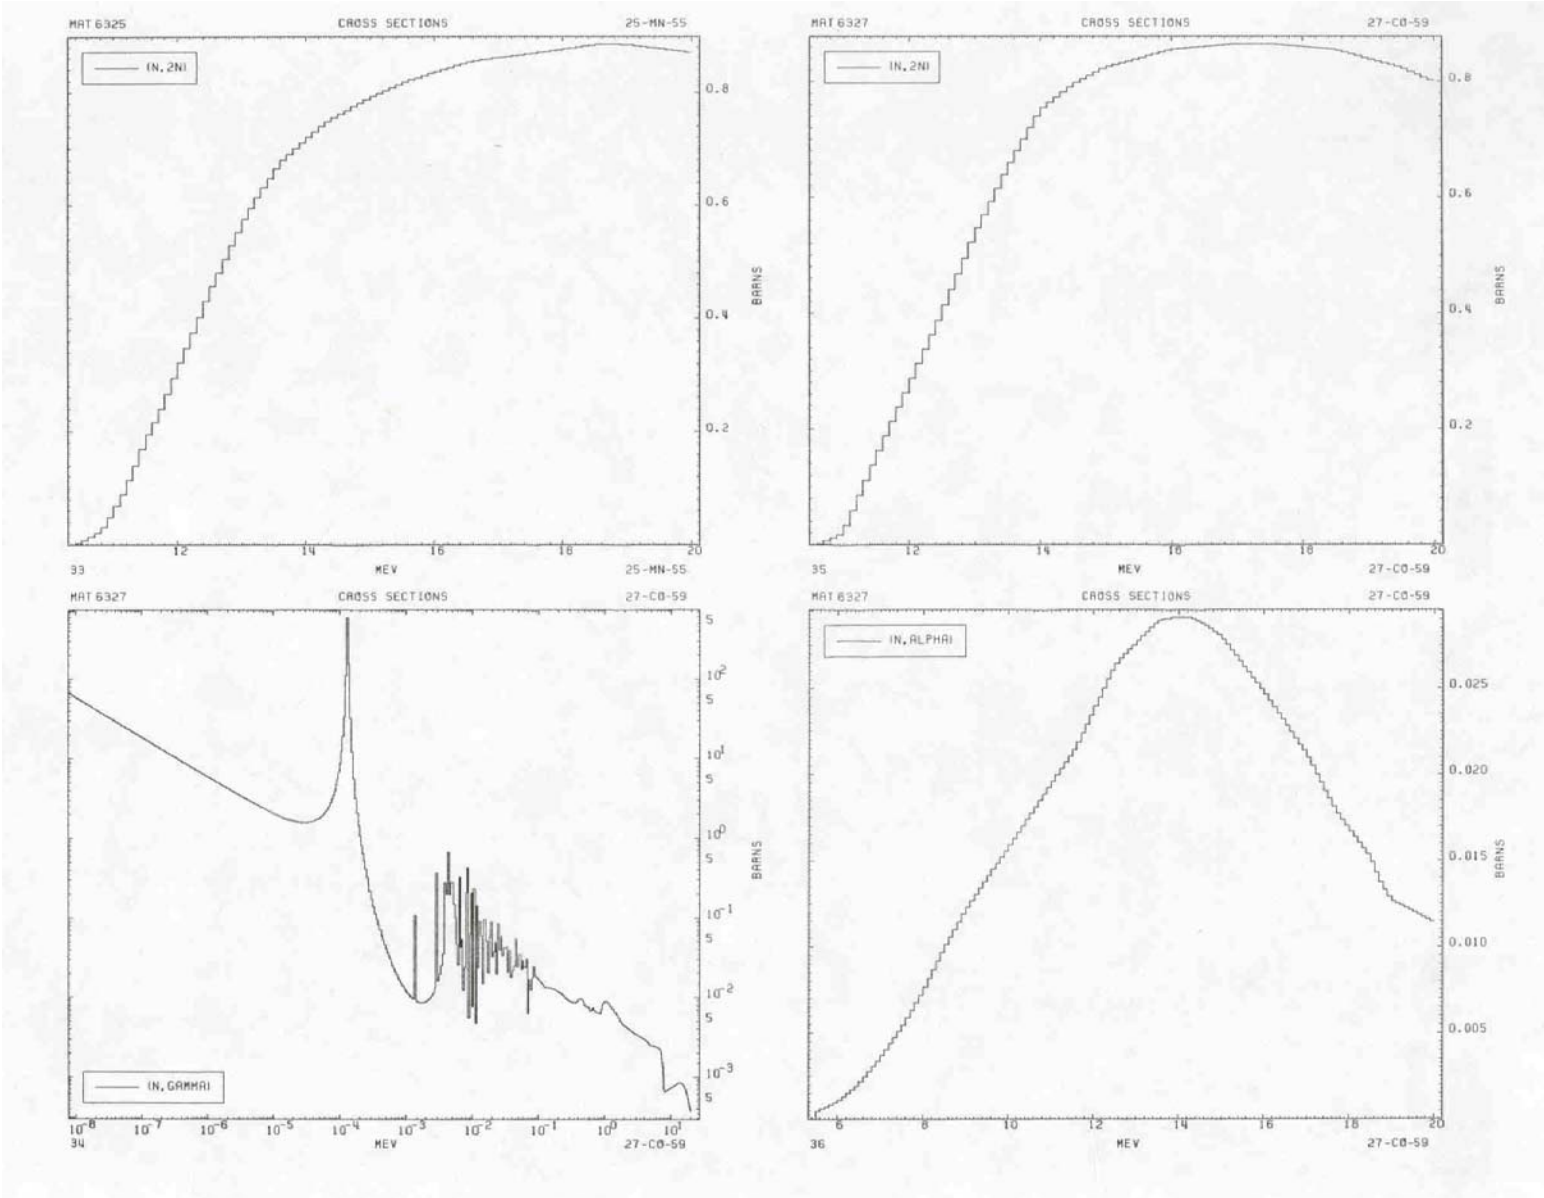 MAT 6325 CROSS SECTIONS 25-MN-55
(N,2N)
0.8
0.6
0.4
0.2
BARNS
12 14 16 18 20
33 MEV 25-MN-55
MAT 6327 CROSS SECTIONS 27-CO-59
(N,2N)
0.8
0.6
0.4
0.2
BARNS
12 14 16 18 20
35 MEV 27-CO-59
MAT 6327 CROSS SECTIONS 27-CO-59
5
10²
5
10¹
5
10⁰
5
10⁻¹
5
10⁻²
5
10⁻³
5
BARNS
(N,GAMMA)
10⁻⁸ 10⁻⁷ 10⁻⁶ 10⁻⁵ 10⁻⁴ 10⁻³ 10⁻² 10⁻¹ 10⁰ 10¹
34 MEV 27-CO-59
MAT 6327 CROSS SECTIONS 27-CO-59
(N,ALPHA)
0.025
0.020
0.015
0.010
0.005
BARNS
6 8 10 12 14 16 18 20
36 MEV 27-CO-59